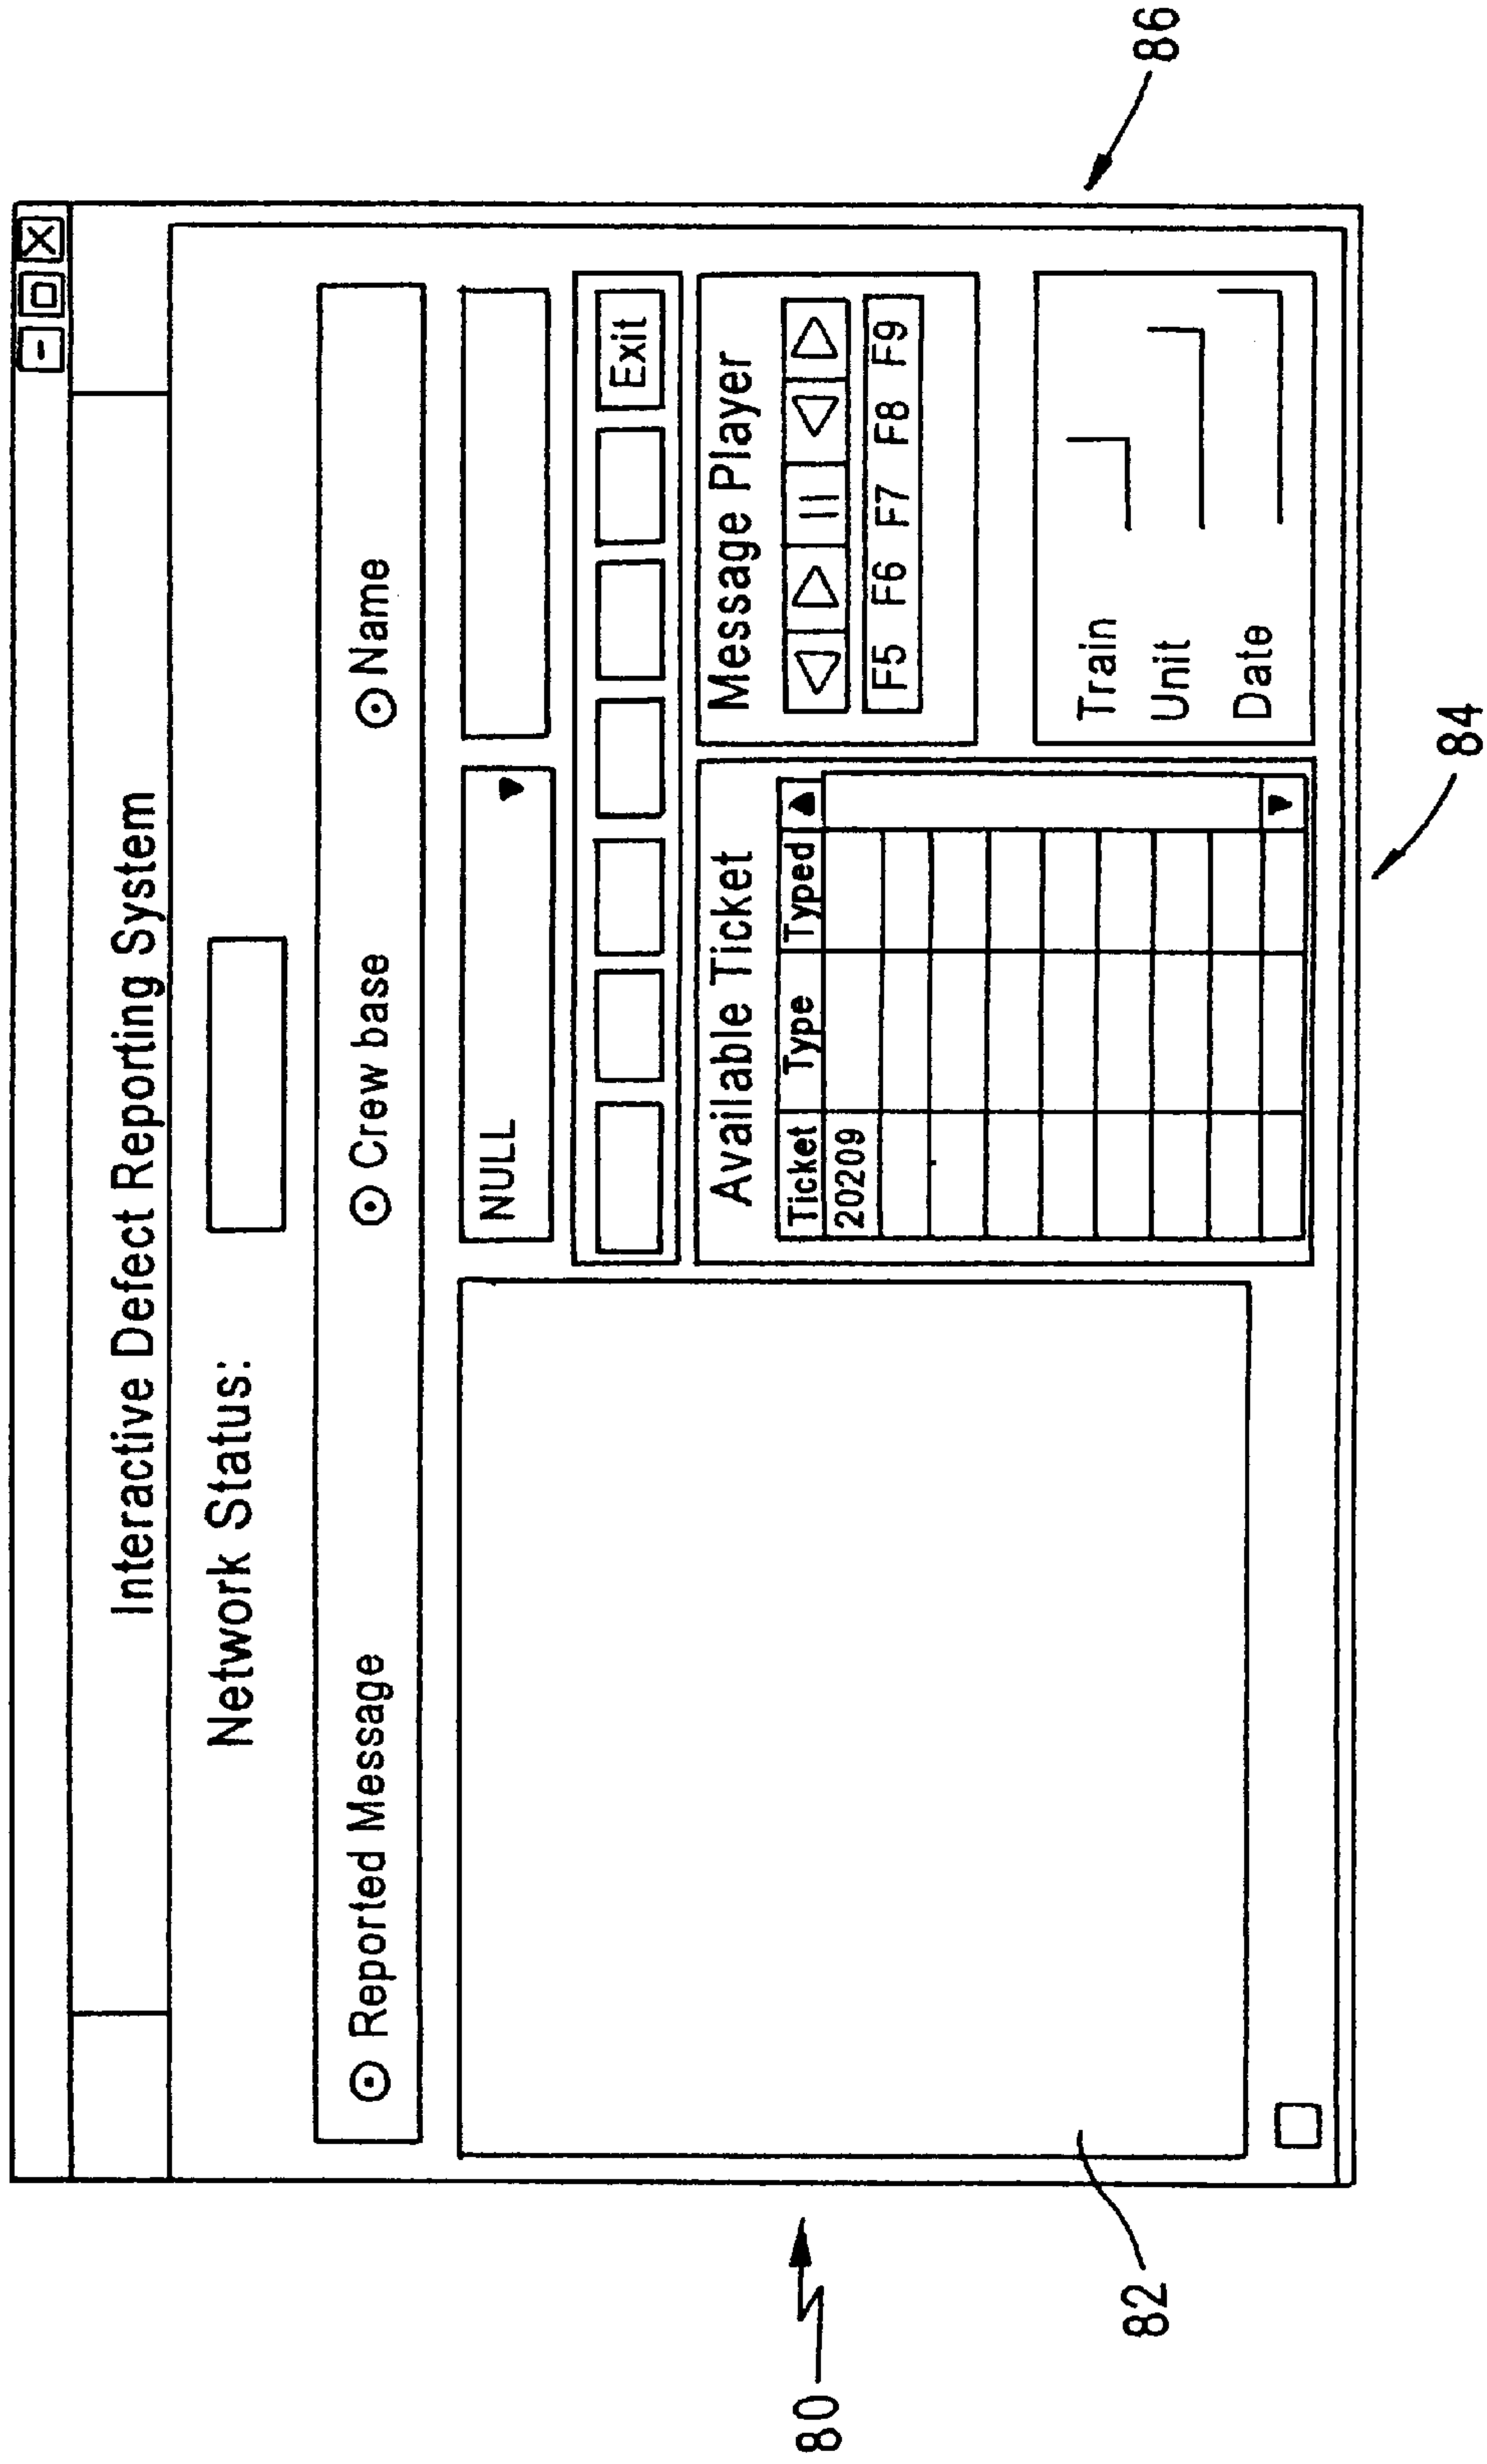 Interactive Defect Reporting System
Network Status:
Reported Message
Crew base
Name
NULL
Exit
Available Ticket
Ticket Type Typed
20209
Message Player
F5 F6 F7 F8 F9
Train
Unit
Date
80
82
84
86